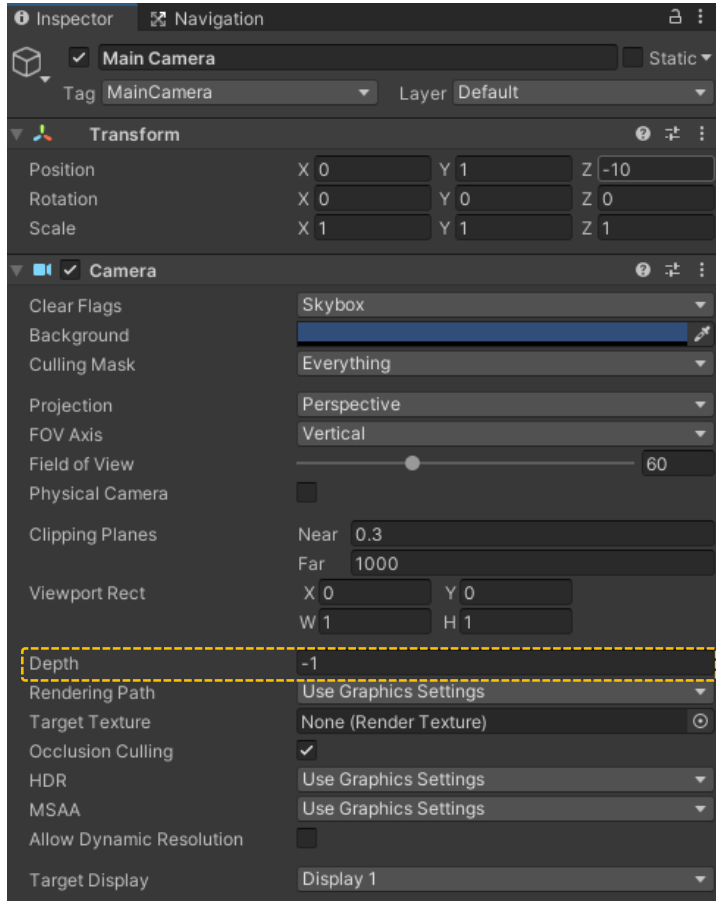 Inspector Navigation
Main Camera Static
Tag MainCamera Layer Default
Transform
Position X 0 Y 1 Z -10
Rotation X 0 Y 0 Z 0
Scale X 1 Y 1 Z 1
Camera
Clear Flags Skybox
Background
Culling Mask Everything
Projection Perspective
FOV Axis Vertical
Field of View 60
Physical Camera
Clipping Planes Near 0.3
Far 1000
Viewport Rect X 0 Y 0
W 1 H 1
Depth -1
Rendering Path Use Graphics Settings
Target Texture None (Render Texture)
Occlusion Culling
HDR Use Graphics Settings
MSAA Use Graphics Settings
Allow Dynamic Resolution
Target Display Display 1